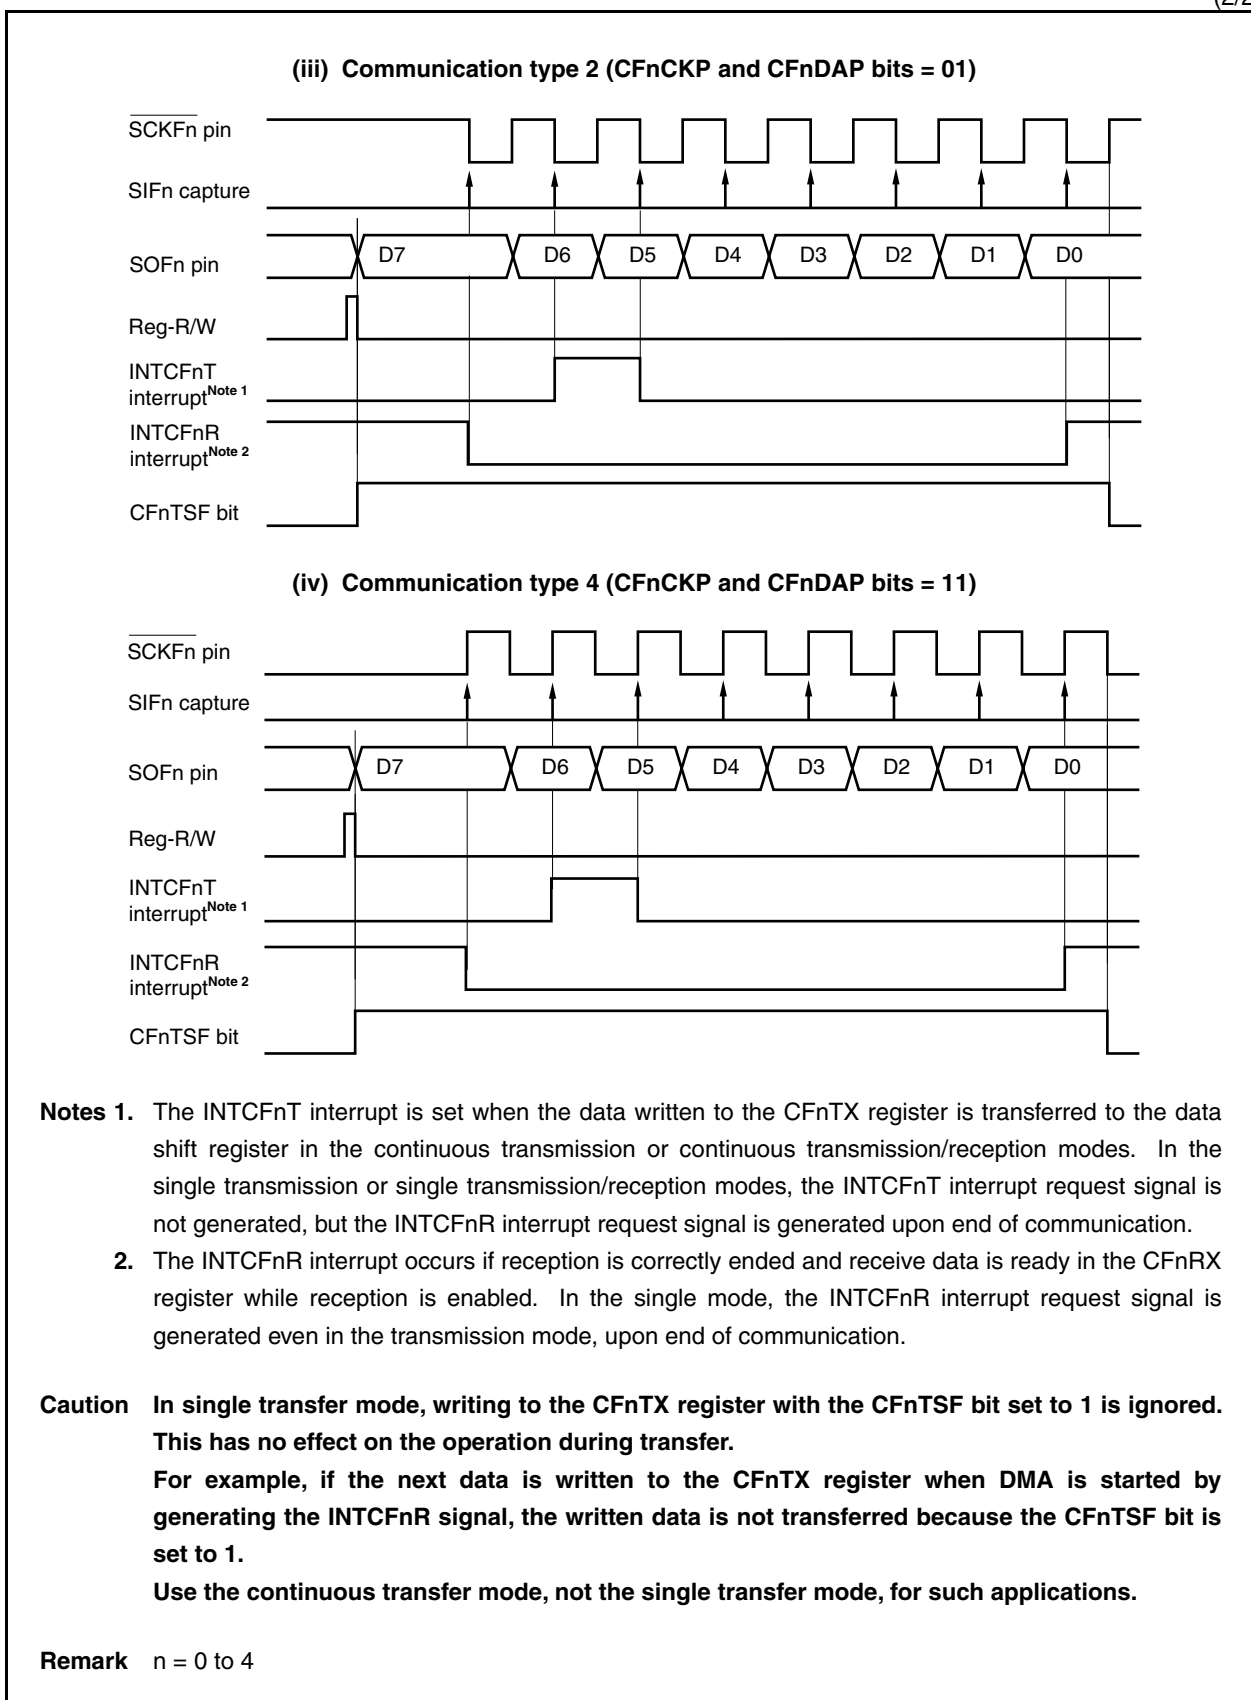 (iii) Communication type 2 (CFnCKP and CFnDAP bits = 01)
SCKFn pin
SIFn capture
SOFn pin
D7 D6 D5 D4 D3 D2 D1 D0
Reg-R/W
INTCFnT
interruptNote 1
INTCFnR
interruptNote 2
CFnTSF bit
(iv) Communication type 4 (CFnCKP and CFnDAP bits = 11)
SCKFn pin
SIFn capture
SOFn pin
D7 D6 D5 D4 D3 D2 D1 D0
Reg-R/W
INTCFnT
interruptNote 1
INTCFnR
interruptNote 2
CFnTSF bit
Notes 1. The INTCFnT interrupt is set when the data written to the CFnTX register is transferred to the data
shift register in the continuous transmission or continuous transmission/reception modes. In the
single transmission or single transmission/reception modes, the INTCFnT interrupt request signal is
not generated, but the INTCFnR interrupt request signal is generated upon end of communication.
2. The INTCFnR interrupt occurs if reception is correctly ended and receive data is ready in the CFnRX
register while reception is enabled. In the single mode, the INTCFnR interrupt request signal is
generated even in the transmission mode, upon end of communication.
Caution In single transfer mode, writing to the CFnTX register with the CFnTSF bit set to 1 is ignored.
This has no effect on the operation during transfer.
For example, if the next data is written to the CFnTX register when DMA is started by
generating the INTCFnR signal, the written data is not transferred because the CFnTSF bit is
set to 1.
Use the continuous transfer mode, not the single transfer mode, for such applications.
Remark n = 0 to 4